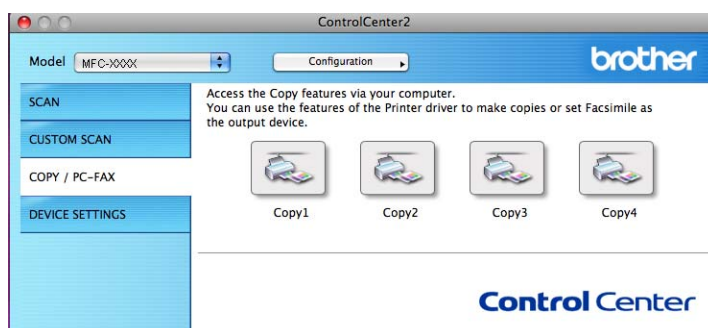 ControlCenter2
Model MFC-XXXX Configuration brother
SCAN
CUSTOM SCAN
COPY / PC-FAX
DEVICE SETTINGS
Access the Copy features via your computer.
You can use the features of the Printer driver to make copies or set Facsimile as
the output device.
Copy1 Copy2 Copy3 Copy4
Control Center